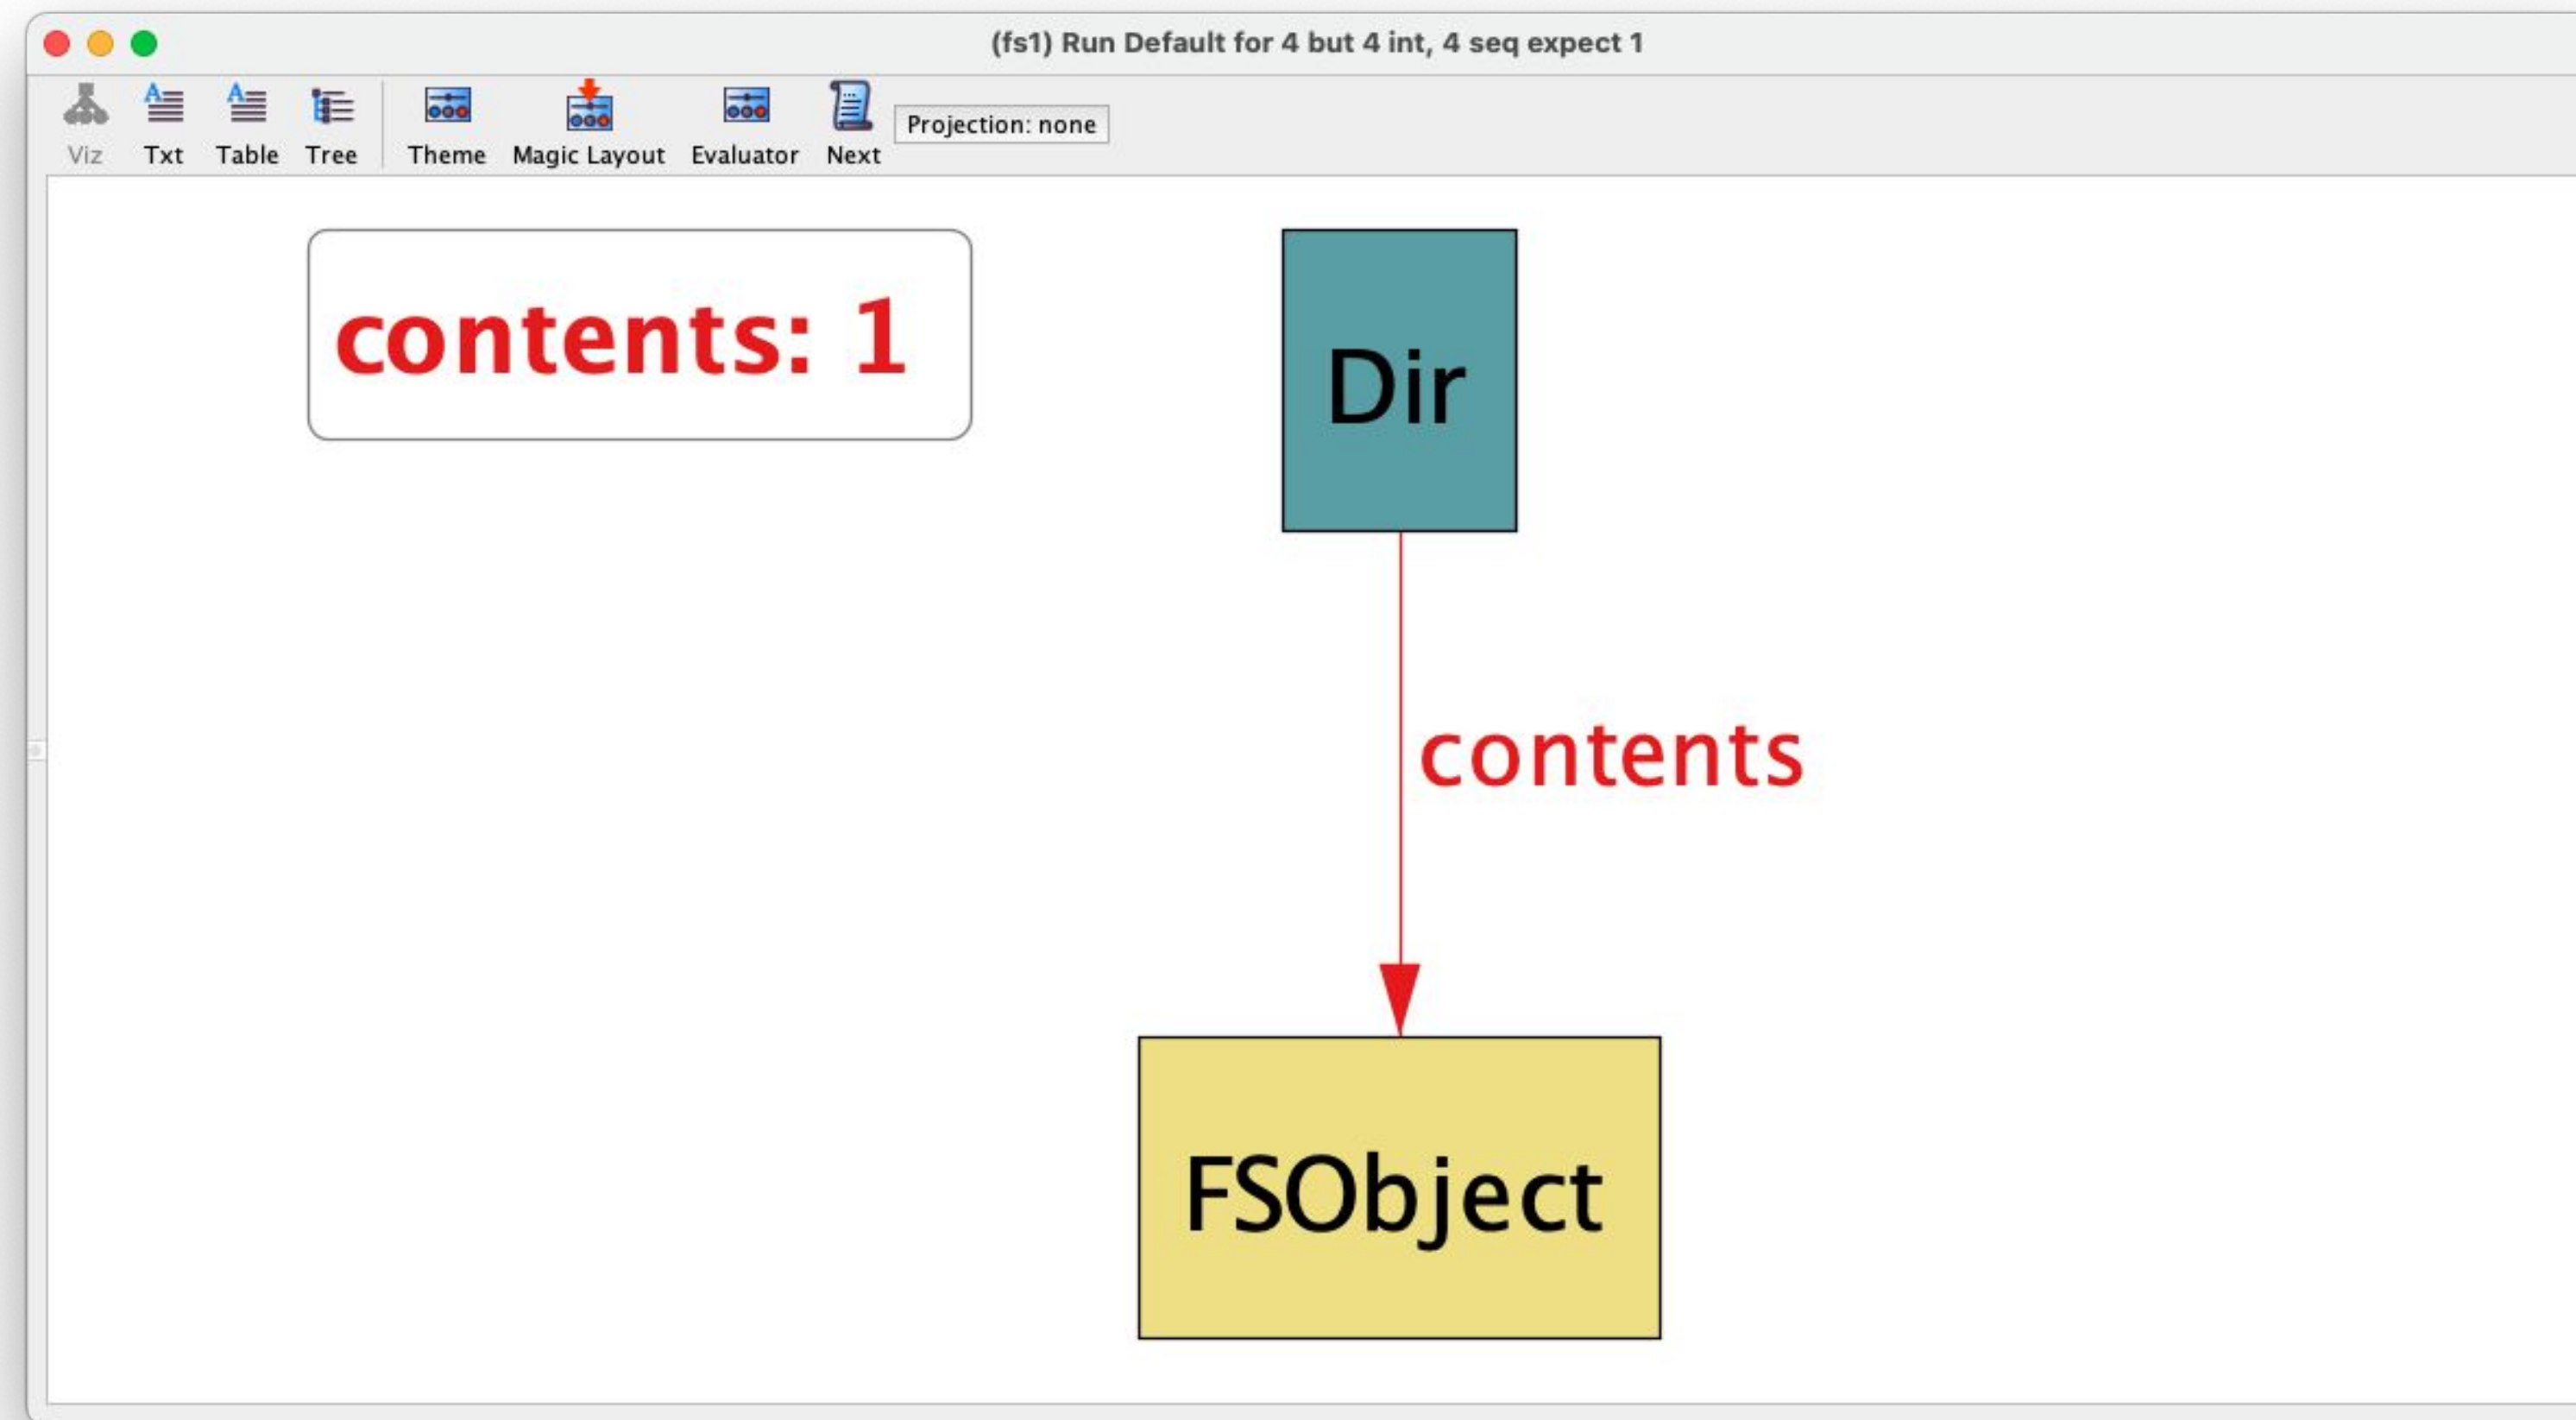 (fs1) Run Default for 4 but 4 int, 4 seq expect 1
Viz Txt Table Tree Theme Magic Layout Evaluator Next Projection: none
contents: 1
Dir
contents
FSObject